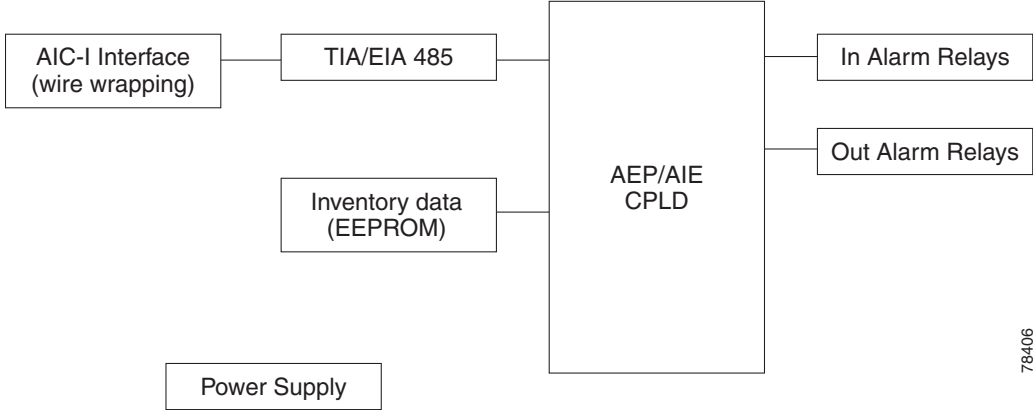 AIC-I Interface
(wire wrapping)
TIA/EIA 485
In Alarm Relays
Out Alarm Relays
AEP/AIE
CPLD
Inventory data
(EEPROM)
Power Supply
78406